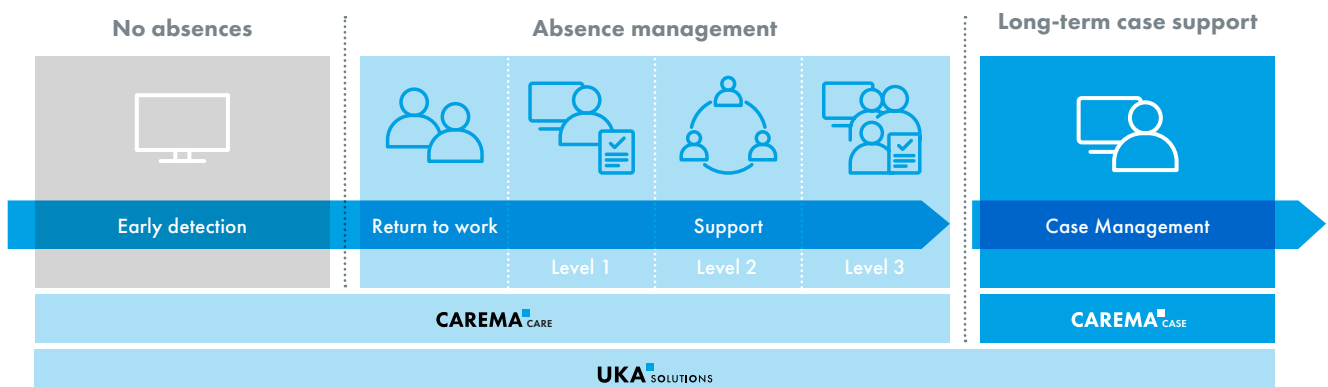 No absences
Absence management
Long-term case support
Early detection
Return to work
Support
Case Management
Level 1
Level 2
Level 3
CAREMA CARE
CAREMA CASE
UKA SOLUTIONS